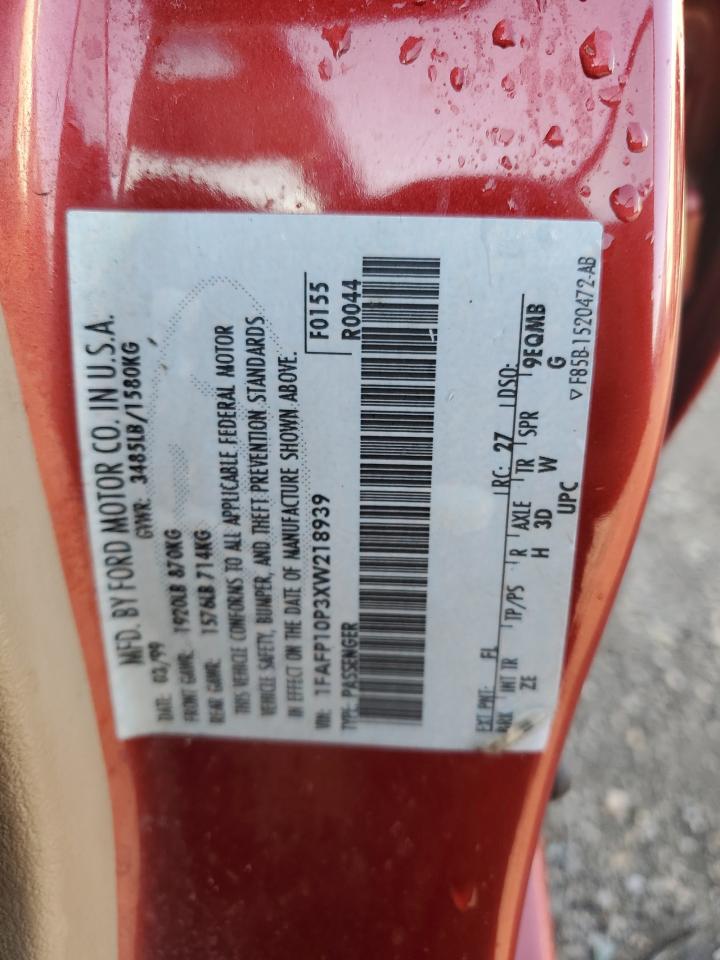 MFD. BY FORD MOTOR CO. IN U.S.A.
DATE: 03/99 GVWR: 3485LB/1580KG
FRONT GAWR: 1920LB 870KG
REAR GAWR: 1576LB 714KG
THIS VEHICLE CONFORMS TO ALL APPLICABLE FEDERAL MOTOR
VEHICLE SAFETY, BUMPER, AND THEFT PREVENTION STANDARDS
IN EFFECT ON THE DATE OF MANUFACTURE SHOWN ABOVE.
VIN: 1FAFP10P3XW218939 F0155
TYPE: PASSENGER R0044
EXT PNT: FL RC: 27 DSO:
BRK INT TR TP/PS R AXLE TR SPR 9EQMB
ZE H 3D W G
UPC
▽ F85B-1520472-AB